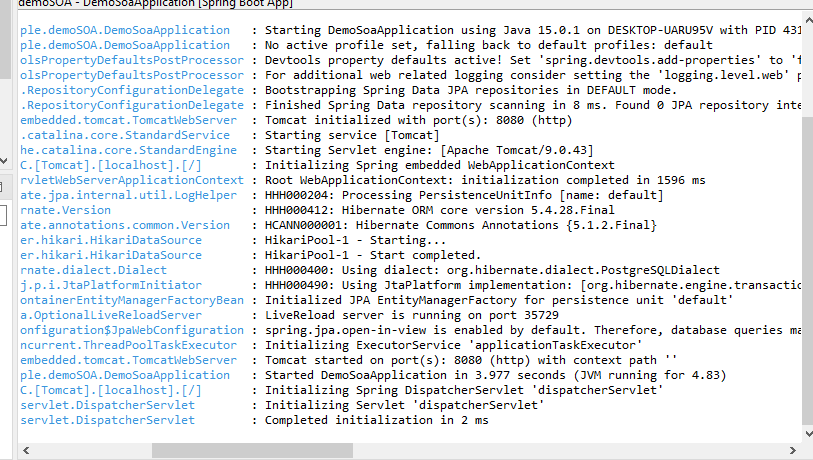 demoSOA - DemoSoaApplication [Spring Boot App]
ple.demoSOA.DemoSoaApplication : Starting DemoSoaApplication using Java 15.0.1 on DESKTOP-UARU95V with PID 431
ple.demoSOA.DemoSoaApplication : No active profile set, falling back to default profiles: default
olsPropertyDefaultsPostProcessor : Devtools property defaults active! Set 'spring.devtools.add-properties' to 'f
olsPropertyDefaultsPostProcessor : For additional web related logging consider setting the 'logging.level.web' p
.RepositoryConfigurationDelegate : Bootstrapping Spring Data JPA repositories in DEFAULT mode.
.RepositoryConfigurationDelegate : Finished Spring Data repository scanning in 8 ms. Found 0 JPA repository inte
embedded.tomcat.TomcatWebServer : Tomcat initialized with port(s): 8080 (http)
.catalina.core.StandardService : Starting service [Tomcat]
he.catalina.core.StandardEngine : Starting Servlet engine: [Apache Tomcat/9.0.43]
C.[Tomcat].[localhost].[/] : Initializing Spring embedded WebApplicationContext
rvletWebServerApplicationContext : Root WebApplicationContext: initialization completed in 1596 ms
ate.jpa.internal.util.LogHelper : HHH000204: Processing PersistenceUnitInfo [name: default]
rnate.Version : HHH000412: Hibernate ORM core version 5.4.28.Final
ate.annotations.common.Version : HCANN000001: Hibernate Commons Annotations {5.1.2.Final}
er.hikari.HikariDataSource : HikariPool-1 - Starting...
er.hikari.HikariDataSource : HikariPool-1 - Start completed.
rnate.dialect.Dialect : HHH000400: Using dialect: org.hibernate.dialect.PostgreSQLDialect
j.p.i.JtaPlatformInitiator : HHH000490: Using JtaPlatform implementation: [org.hibernate.engine.transactio
ontainerEntityManagerFactoryBean : Initialized JPA EntityManagerFactory for persistence unit 'default'
a.OptionalLiveReloadServer : LiveReload server is running on port 35729
onfiguration$JpaWebConfiguration : spring.jpa.open-in-view is enabled by default. Therefore, database queries ma
ncurrent.ThreadPoolTaskExecutor : Initializing ExecutorService 'applicationTaskExecutor'
embedded.tomcat.TomcatWebServer : Tomcat started on port(s): 8080 (http) with context path ''
ple.demoSOA.DemoSoaApplication : Started DemoSoaApplication in 3.977 seconds (JVM running for 4.83)
C.[Tomcat].[localhost].[/] : Initializing Spring DispatcherServlet 'dispatcherServlet'
servlet.DispatcherServlet : Initializing Servlet 'dispatcherServlet'
servlet.DispatcherServlet : Completed initialization in 2 ms